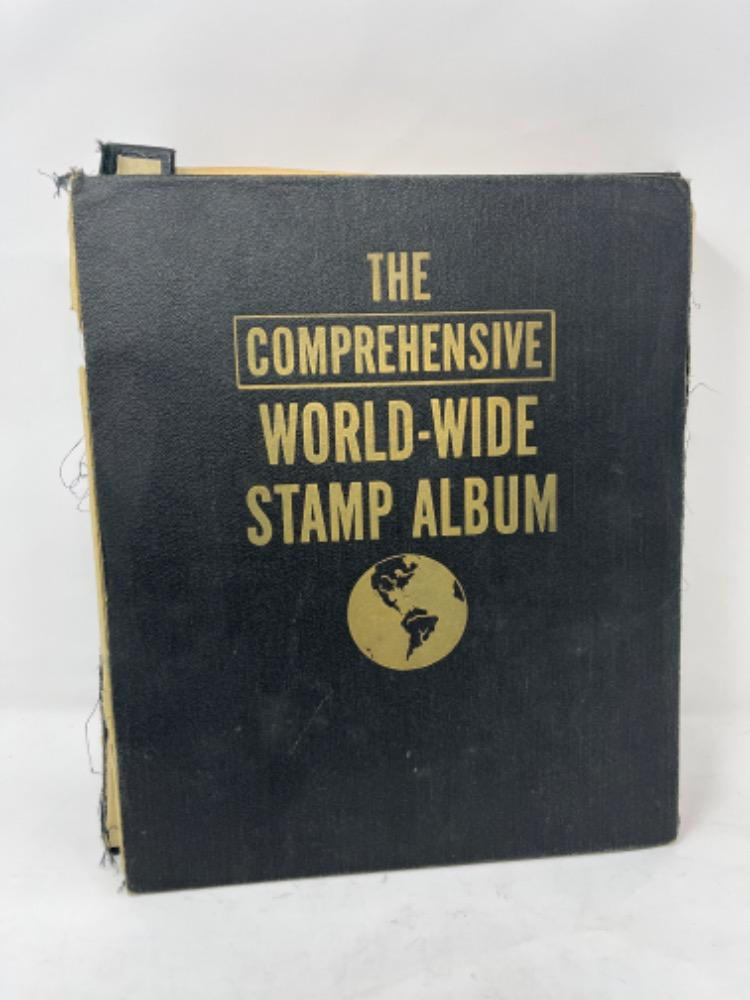 THE
COMPREHENSIVE
WORLD-WIDE
STAMP ALBUM